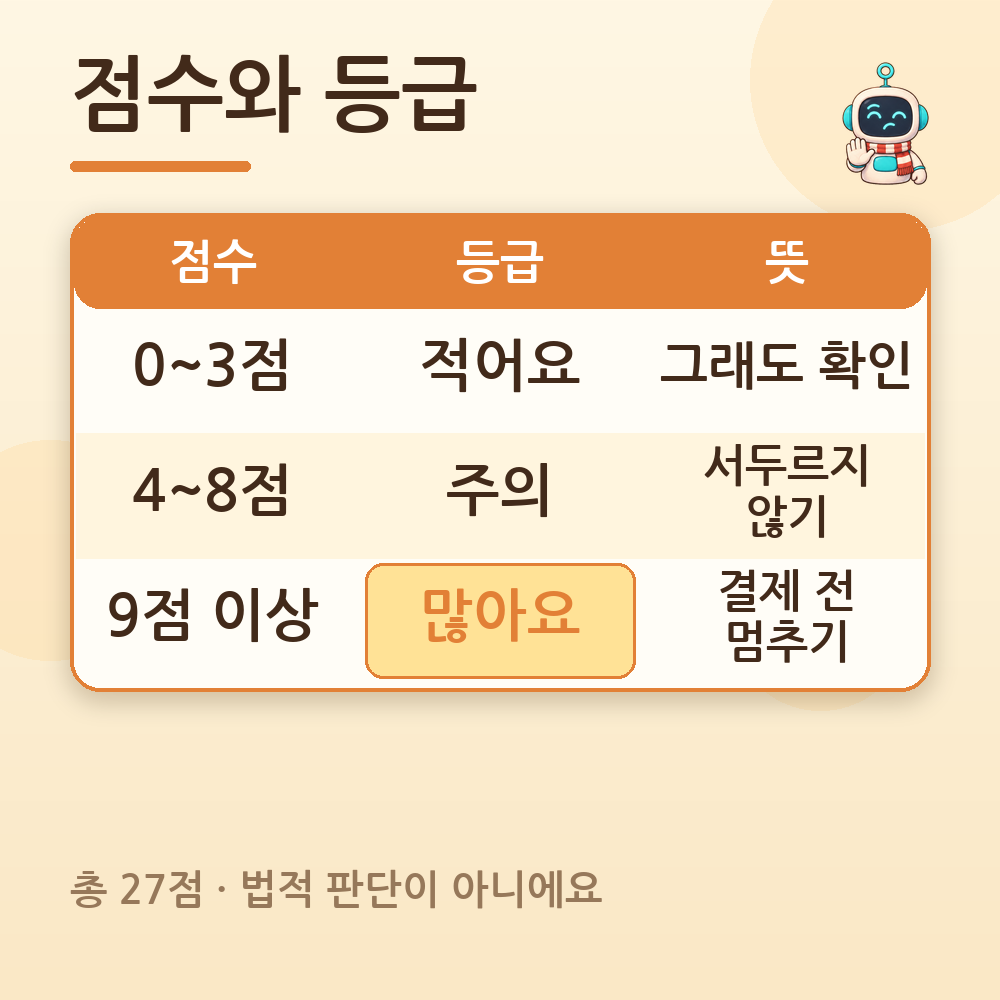 점수와 등급
점수 등급 뜻
0~3점 적어요 그래도 확인
4~8점 주의 서두르지
않기
9점 이상 많아요 결제 전
멈추기
총 27점 · 법적 판단이 아니에요